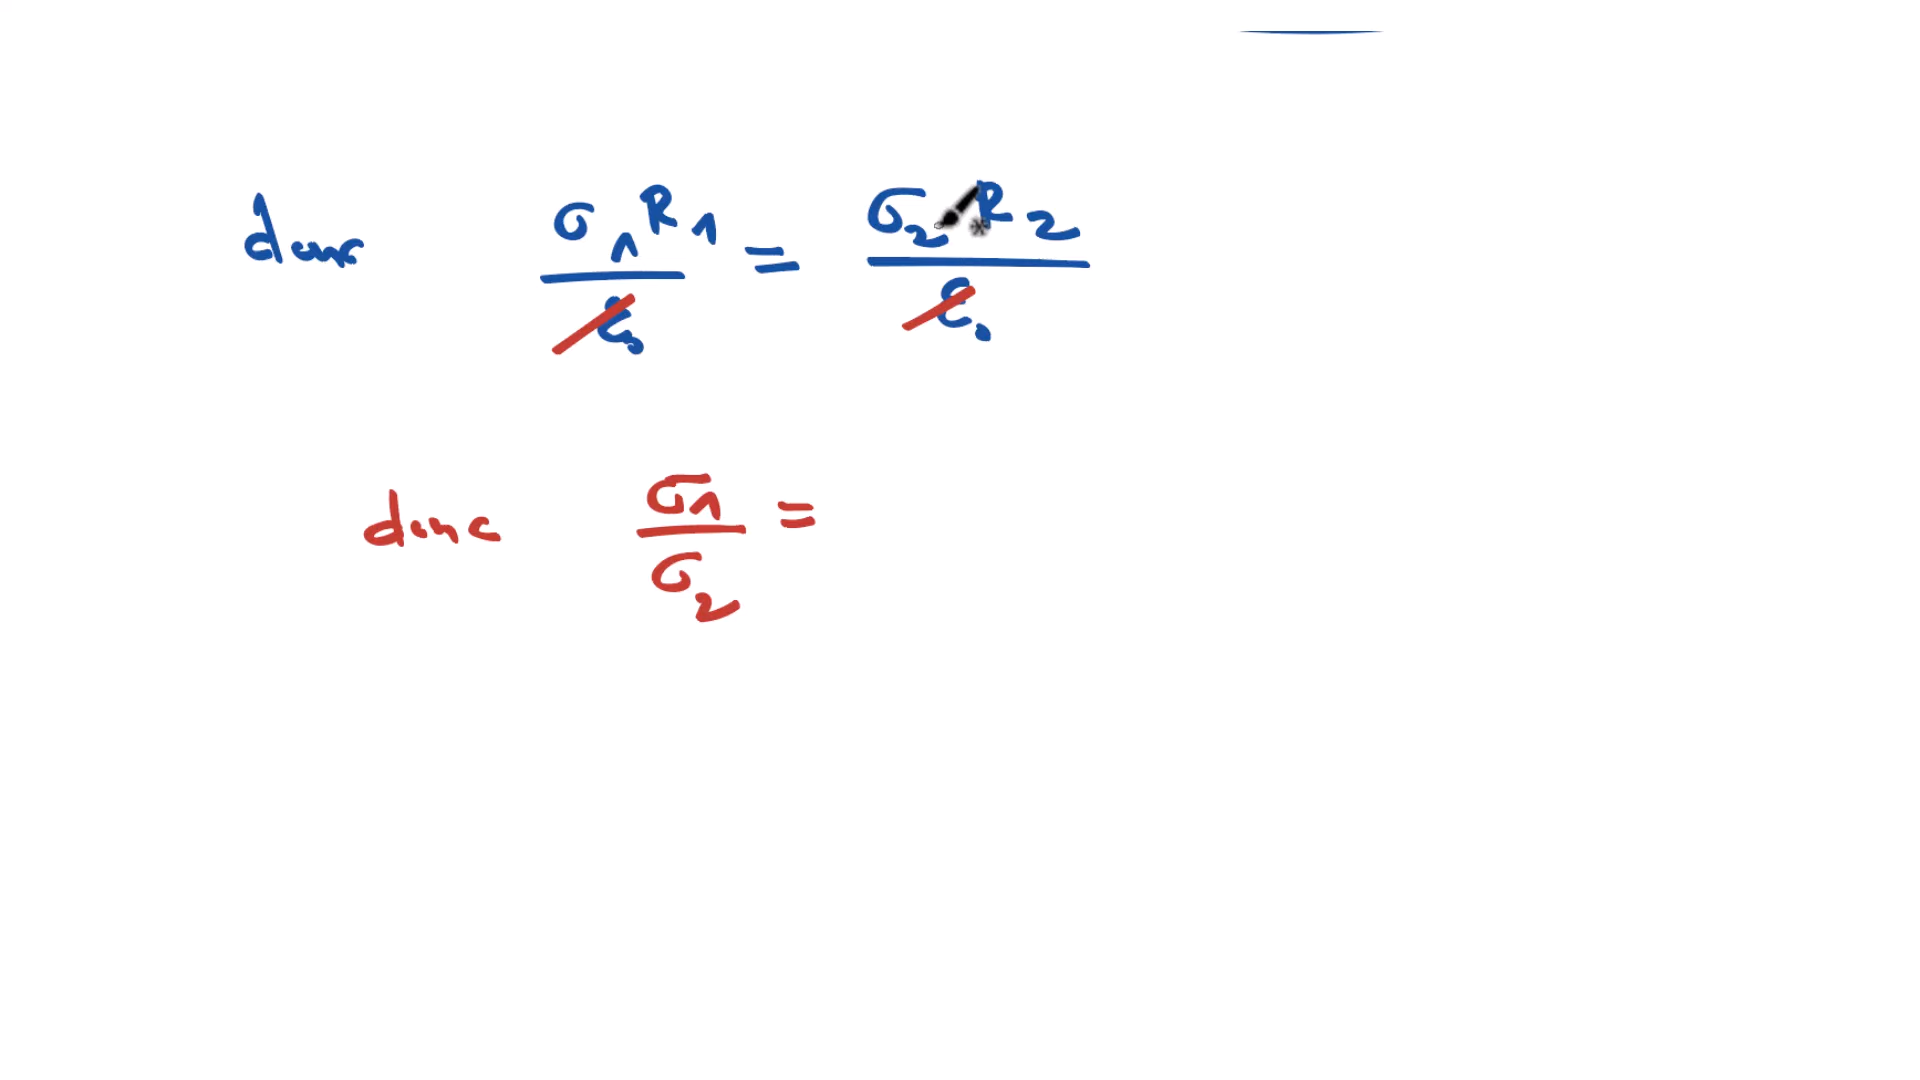 donc σ₁R₁/ε₀ = σ₂R₂/ε₀
donc σ₁/σ₂ =